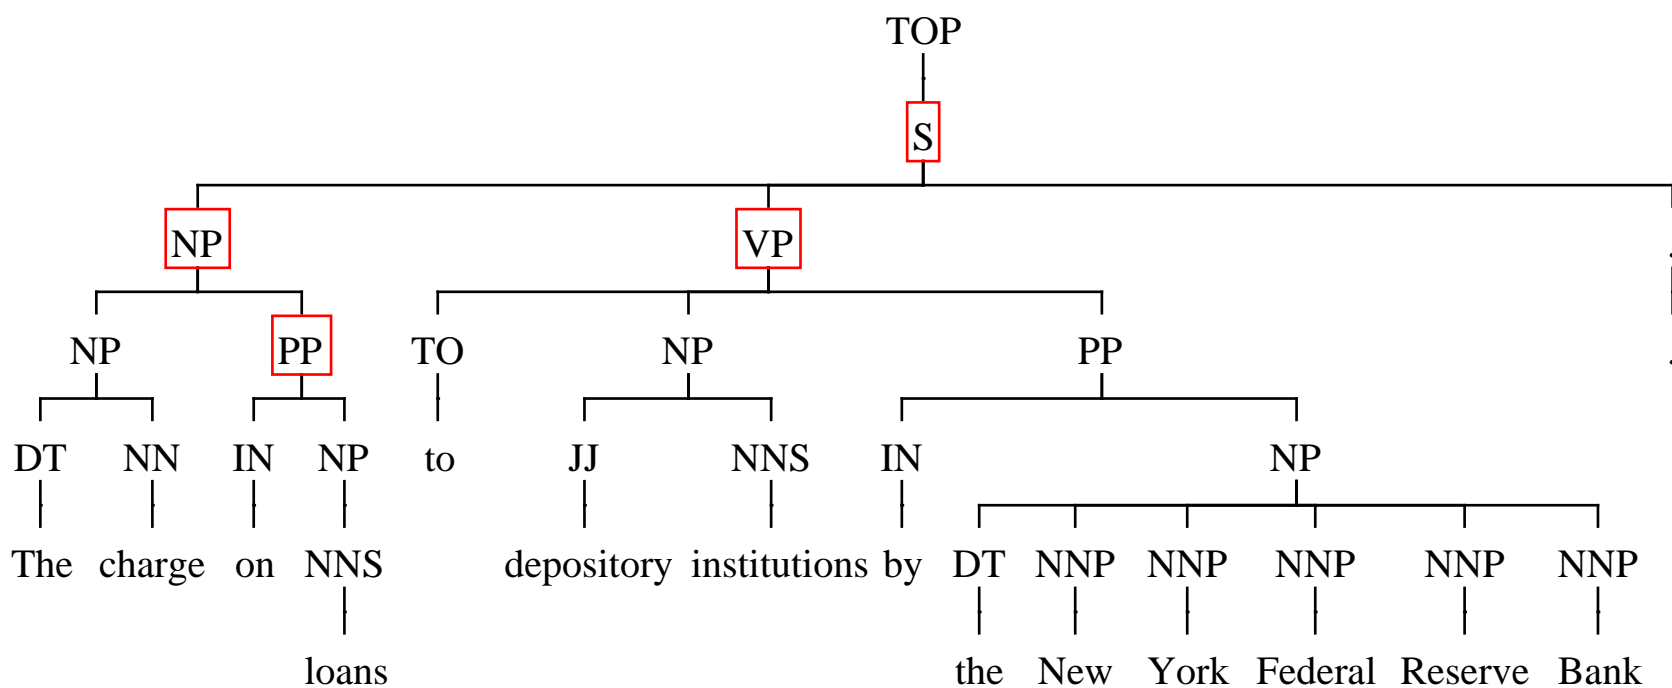 TOP
S
NP VP .
NP PP TO NP PP .
DT NN IN NP to JJ NNS IN NP
The charge on NNS depository institutions by DT NNP NNP NNP NNP NNP
loans the New York Federal Reserve Bank